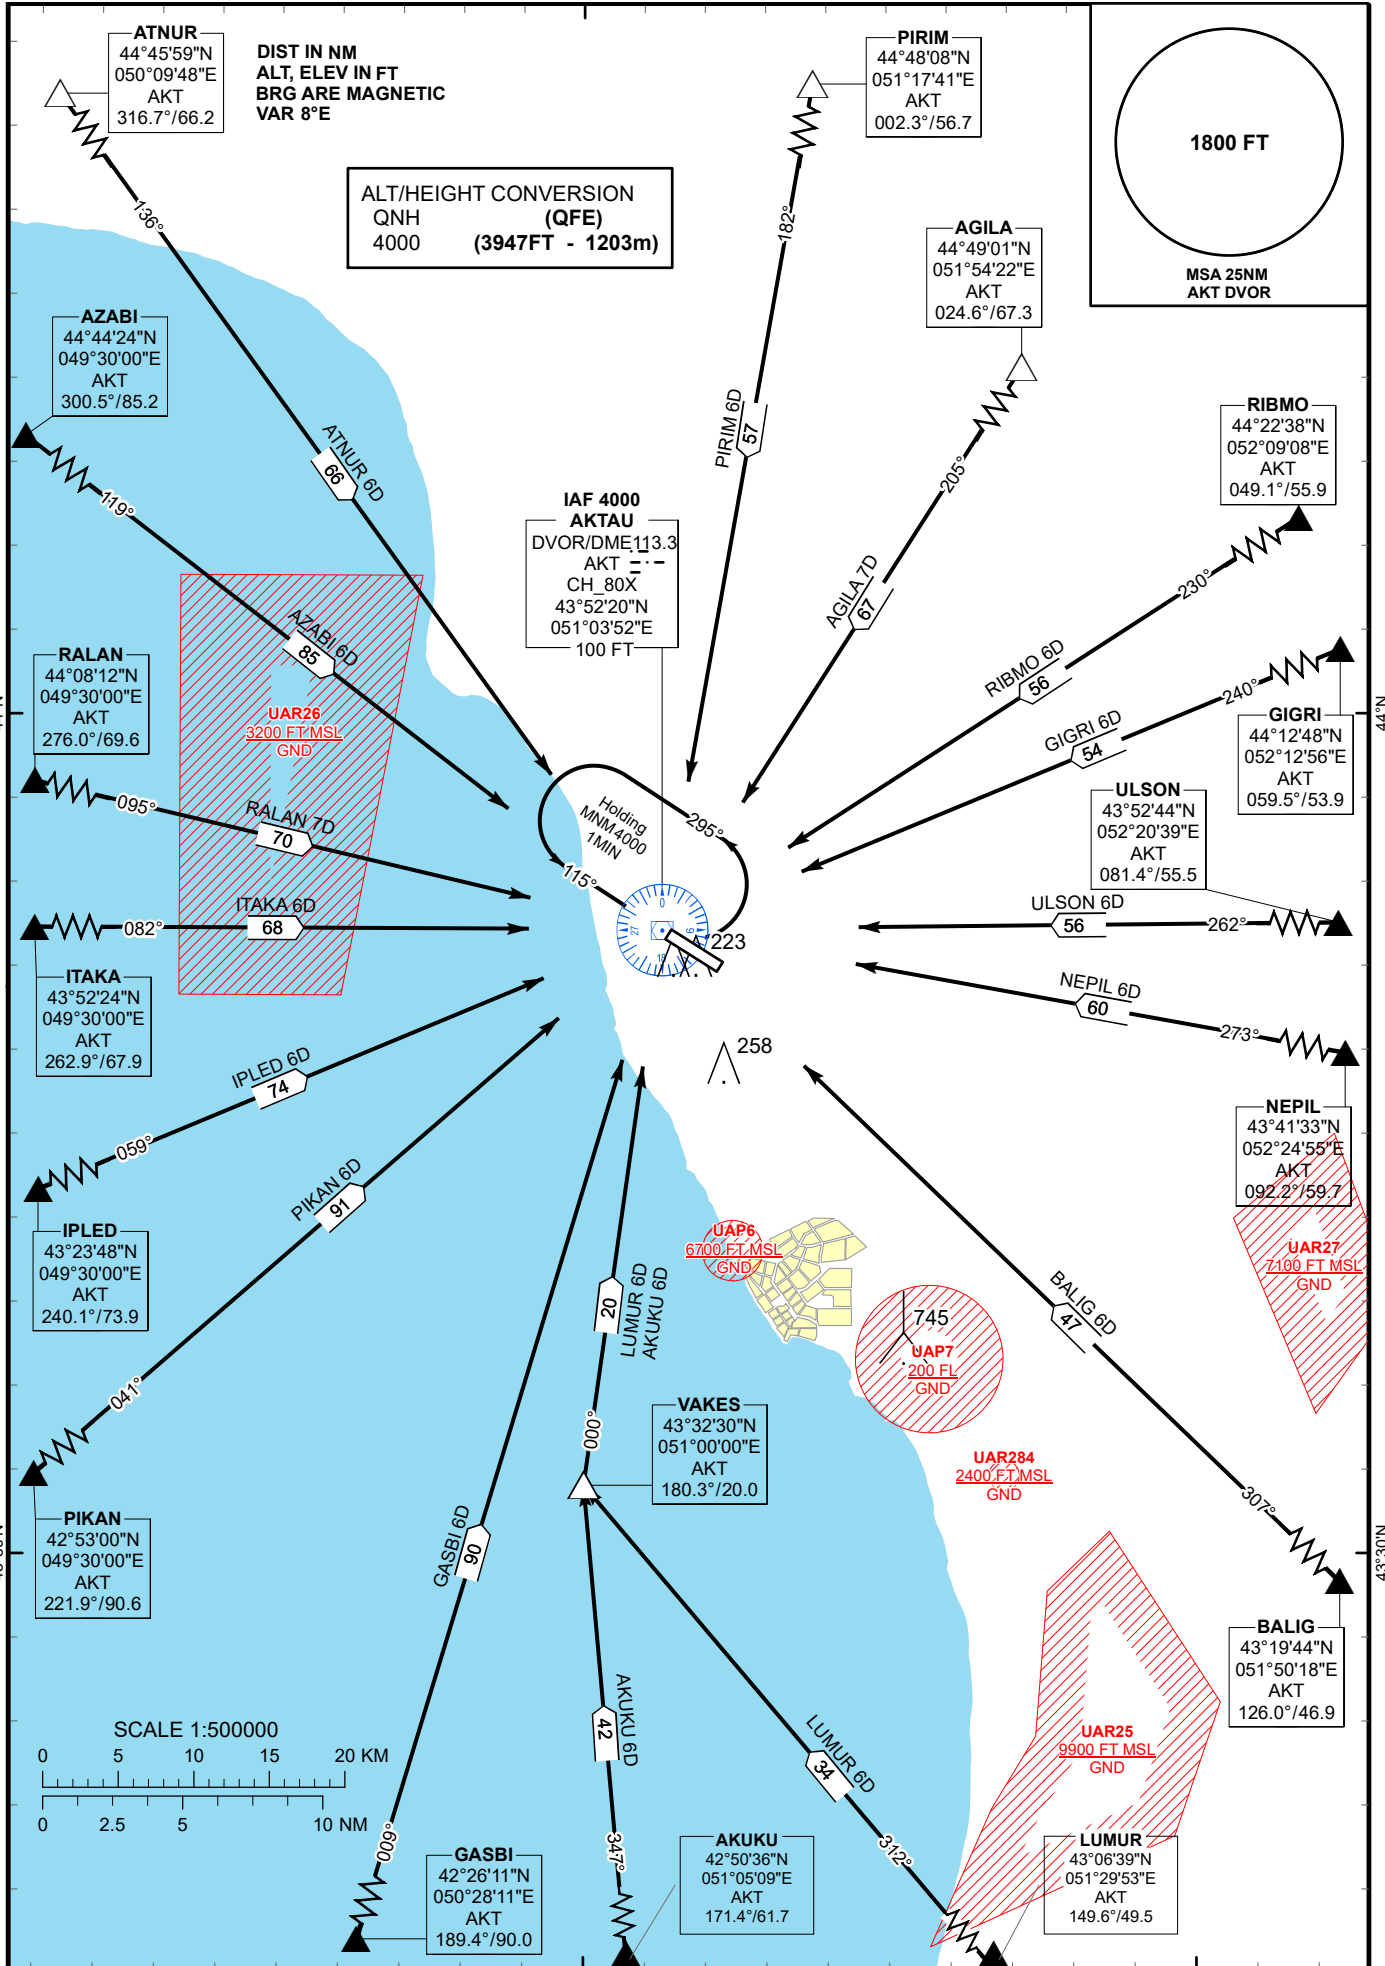 ATNUR
44°45'59"N
050°09'48"E
AKT
316.7°/66.2
DIST IN NM
ALT, ELEV IN FT
BRG ARE MAGNETIC
VAR 8°E
PIRIM
44°48'08"N
051°17'41"E
AKT
002.3°/56.7
1800 FT
MSA 25NM
AKT DVOR
ALT/HEIGHT CONVERSION
QNH (QFE)
4000 (3947FT - 1203m)
AGILA
44°49'01"N
051°54'22"E
AKT
024.6°/67.3
136°
182°
AZABI
44°44'24"N
049°30'00"E
AKT
300.5°/85.2
RIBMO
44°22'38"N
052°09'08"E
AKT
049.1°/55.9
ATNUR 6D
66
PIRIM 6D
57
205°
119°
IAF 4000
AKTAU
DVOR/DME 113.3
AKT
CH_80X
43°52'20"N
051°03'52"E
100 FT
230°
AGILA 7D
67
AZABI 6D
85
RALAN
44°08'12"N
049°30'00"E
AKT
276.0°/69.6
RIBMO 6D
56
240°
GIGRI 6D
54
GIGRI
44°12'48"N
052°12'56"E
AKT
059.5°/53.9
44°N
UAR26
3200 FT MSL
GND
095°
RALAN 7D
70
Holding
MNM 4000
1MIN
295°
115°
ULSON
43°52'44"N
052°20'39"E
AKT
081.4°/55.5
082°
ITAKA 6D
68
0
9
18
27
223
ULSON 6D
56
262°
ITAKA
43°52'24"N
049°30'00"E
AKT
262.9°/67.9
NEPIL 6D
60
273°
258
IPLED 6D
74
059°
NEPIL
43°41'33"N
052°24'55"E
AKT
092.2°/59.7
PIKAN 6D
91
IPLED
43°23'48"N
049°30'00"E
AKT
240.1°/73.9
UAP6
6700 FT MSL
GND
UAR27
7100 FT MSL
GND
20
LUMUR 6D
AKUKU 6D
BALIG 6D
47
745
UAP7
200 FL
GND
041°
000°
VAKES
43°32'30"N
051°00'00"E
AKT
180.3°/20.0
UAR284
2400 FT MSL
GND
307°
PIKAN
42°53'00"N
049°30'00"E
AKT
221.9°/90.6
GASBI 6D
90
43°30'N
BALIG
43°19'44"N
051°50'18"E
AKT
126.0°/46.9
AKUKU 6D
42
LUMUR 6D
34
UAR25
9900 FT MSL
GND
SCALE 1:500000
0 5 10 15 20 KM
0 2.5 5 10 NM
009°
347°
312°
GASBI
42°26'11"N
050°28'11"E
AKT
189.4°/90.0
AKUKU
42°50'36"N
051°05'09"E
AKT
171.4°/61.7
LUMUR
43°06'39"N
051°29'53"E
AKT
149.6°/49.5